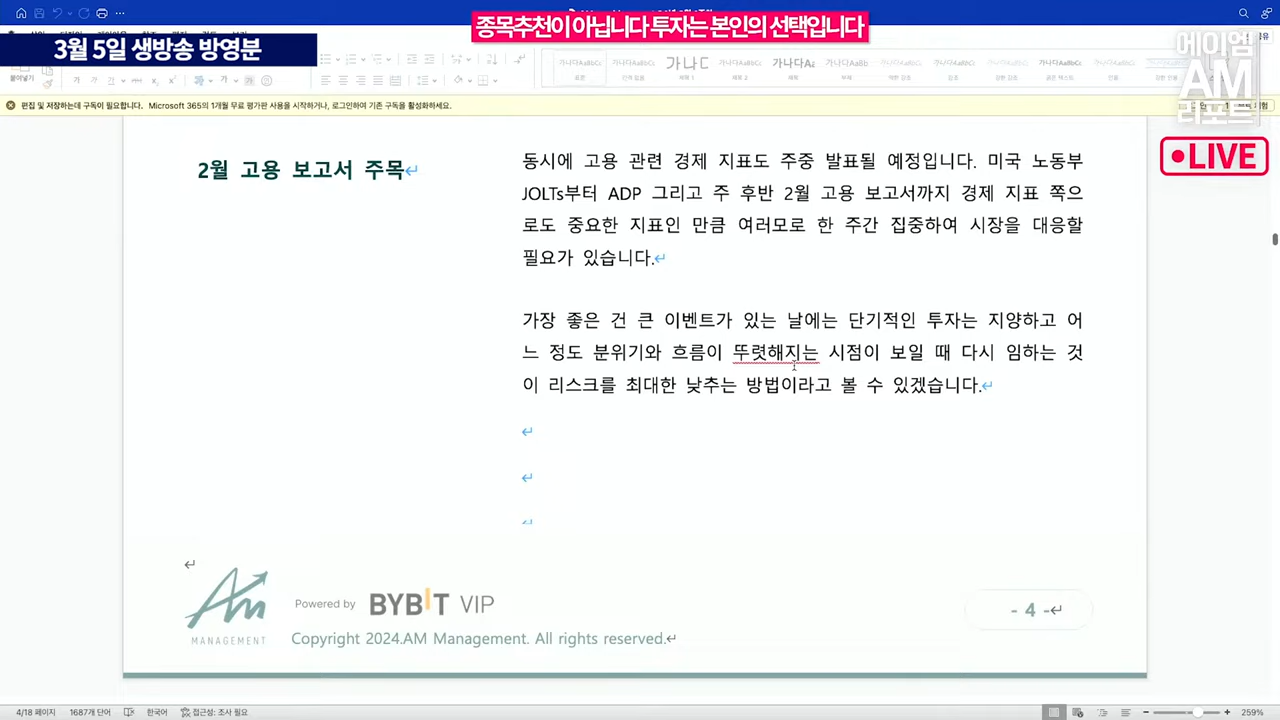 종목추천이 아닙니다 투자는 본인의 선택입니다
3월 5일 생방송 방영분
에이엠
AM
리포트
LIVE
편집 및 저장하는데 구독이 필요합니다. Microsoft 365의 1개월 무료 평가판 사용을 시작하거나, 로그인하여 기존 구독을 활성화하세요.
2월 고용 보고서 주목
동시에 고용 관련 경제 지표도 주중 발표될 예정입니다. 미국 노동부
JOLTs부터 ADP 그리고 주 후반 2월 고용 보고서까지 경제 지표 쪽으
로도 중요한 지표인 만큼 여러모로 한 주간 집중하여 시장을 대응할
필요가 있습니다.
가장 좋은 건 큰 이벤트가 있는 날에는 단기적인 투자는 지양하고 어
느 정도 분위기와 흐름이 뚜렷해지는 시점이 보일 때 다시 임하는 것
이 리스크를 최대한 낮추는 방법이라고 볼 수 있겠습니다.
Am
MANAGEMENT
Powered by BYBIT VIP
Copyright 2024.AM Management. All rights reserved.
- 4 -
4/18 페이지 1687개 단어 한국어 접근성: 조사 필요 259%